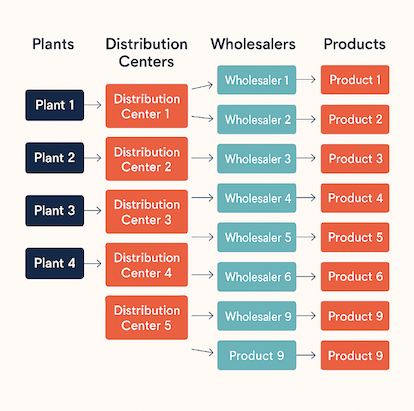 Plants
Distribution
Centers
Wholesalers
Products
Plant 1
Distribution
Center 1
Wholesaler 1
Product 1
Wholesaler 2
Product 2
Plant 2
Distribution
Center 2
Wholesaler 3
Product 3
Plant 3
Distribution
Center 3
Wholesaler 4
Product 4
Wholesaler 5
Product 5
Plant 4
Distribution
Center 4
Wholesaler 6
Product 6
Distribution
Center 5
Wholesaler 9
Product 9
Product 9
Product 9